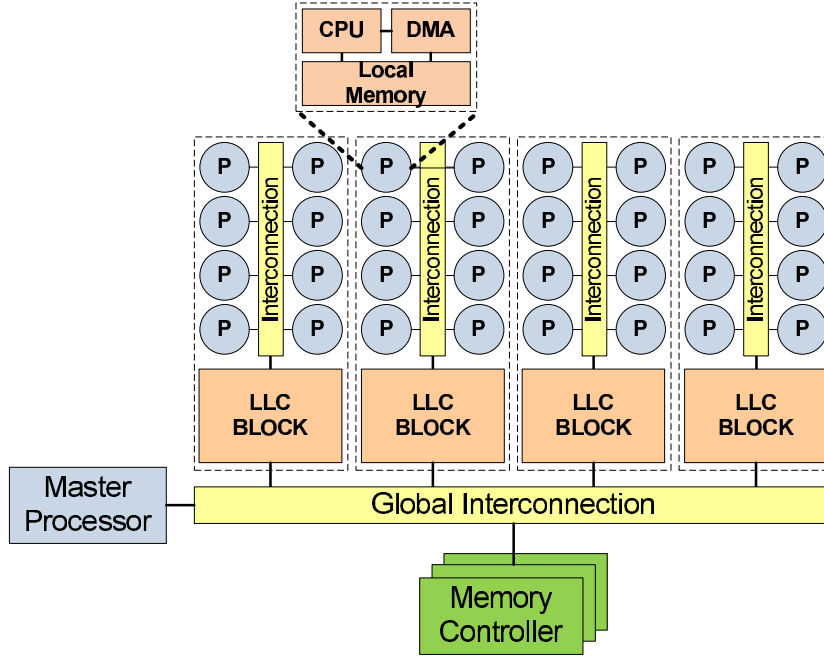 CPU DMA
Local
Memory
P P P P P P P P
P P P P P P P P
P P P P P P P P
P P P P P P P P
Interconnection Interconnection Interconnection Interconnection
LLC LLC LLC LLC
BLOCK BLOCK BLOCK BLOCK
Master
Processor
Global Interconnection
Memory
Controller